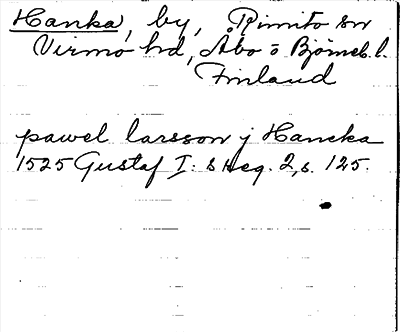 Hanka, by, Rimito sn
Virmo hd, Åbo o Björneb. l.
Finland
pawel larsson j Hancka
1525 Gustaf I: s Reg. 2, s. 125.